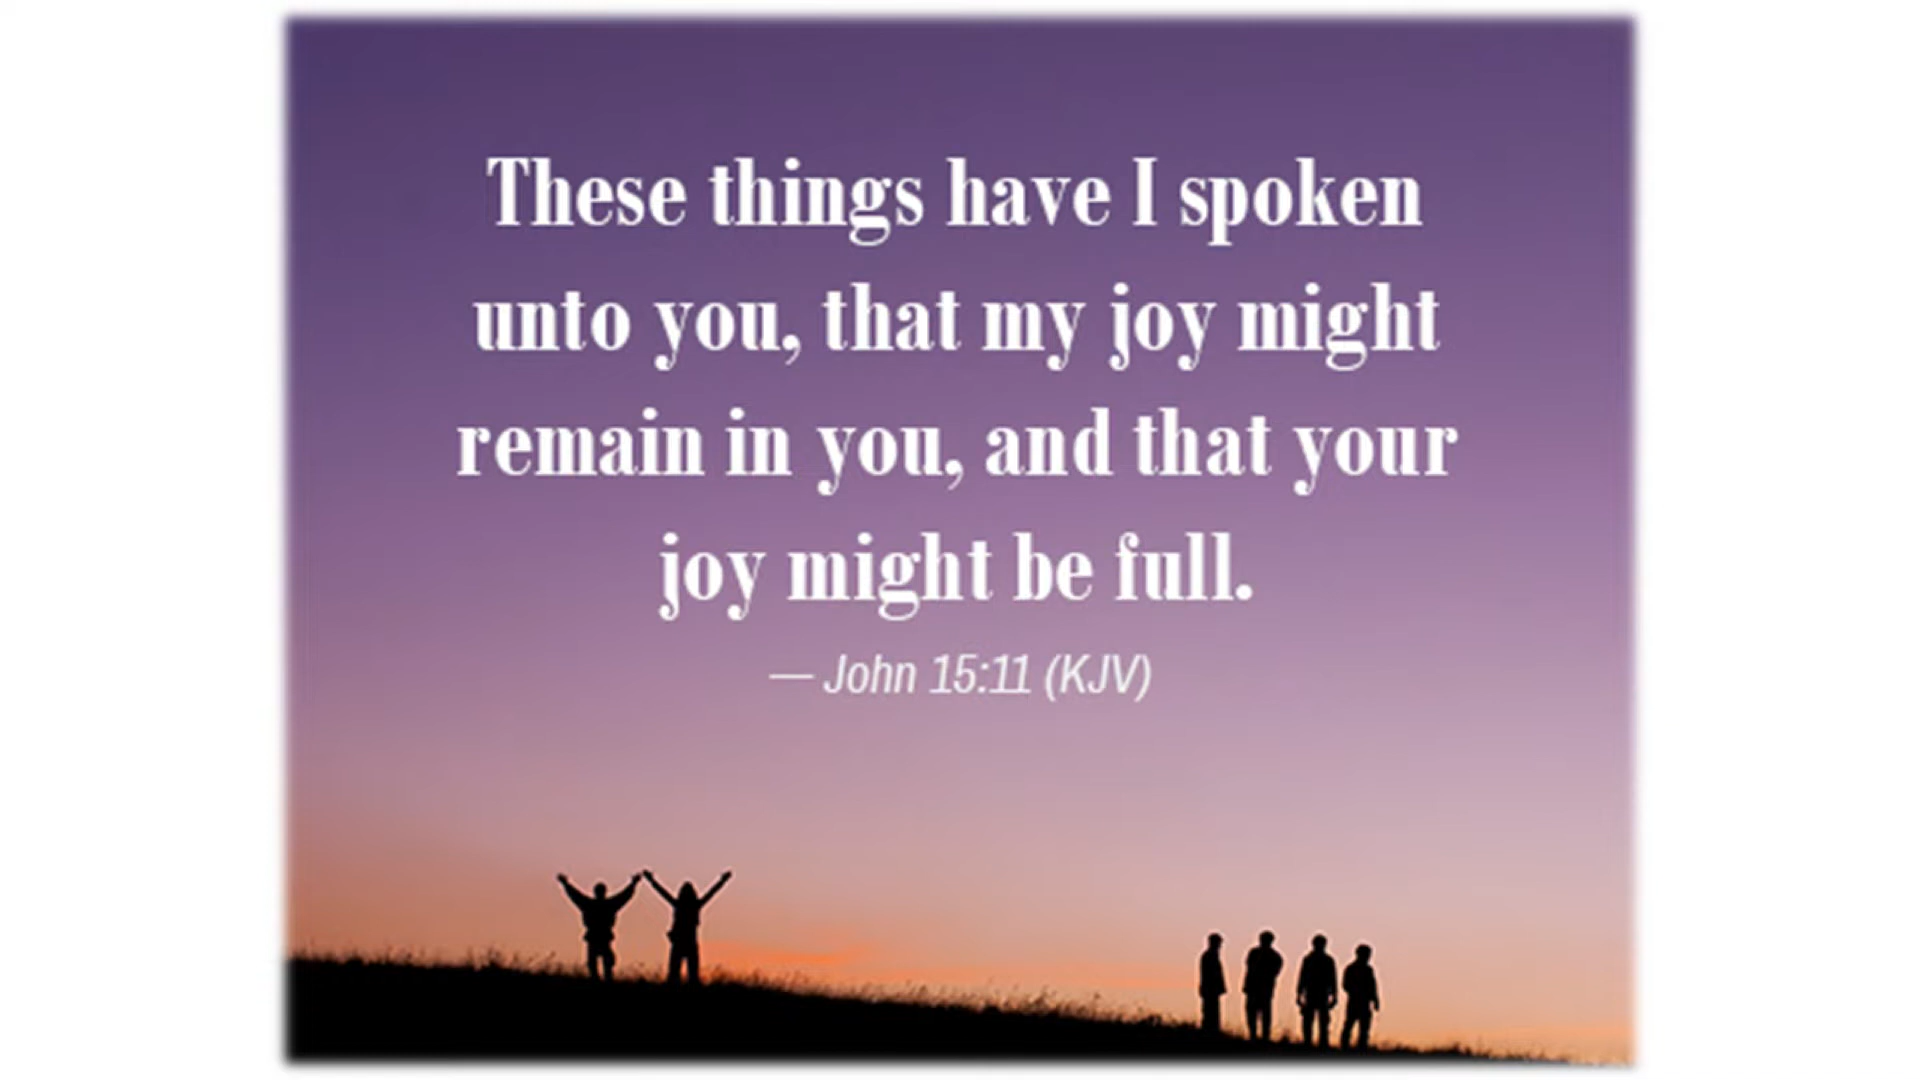 These things have I spoken
unto you, that my joy might
remain in you, and that your
joy might be full.
— John 15:11 (KJV)